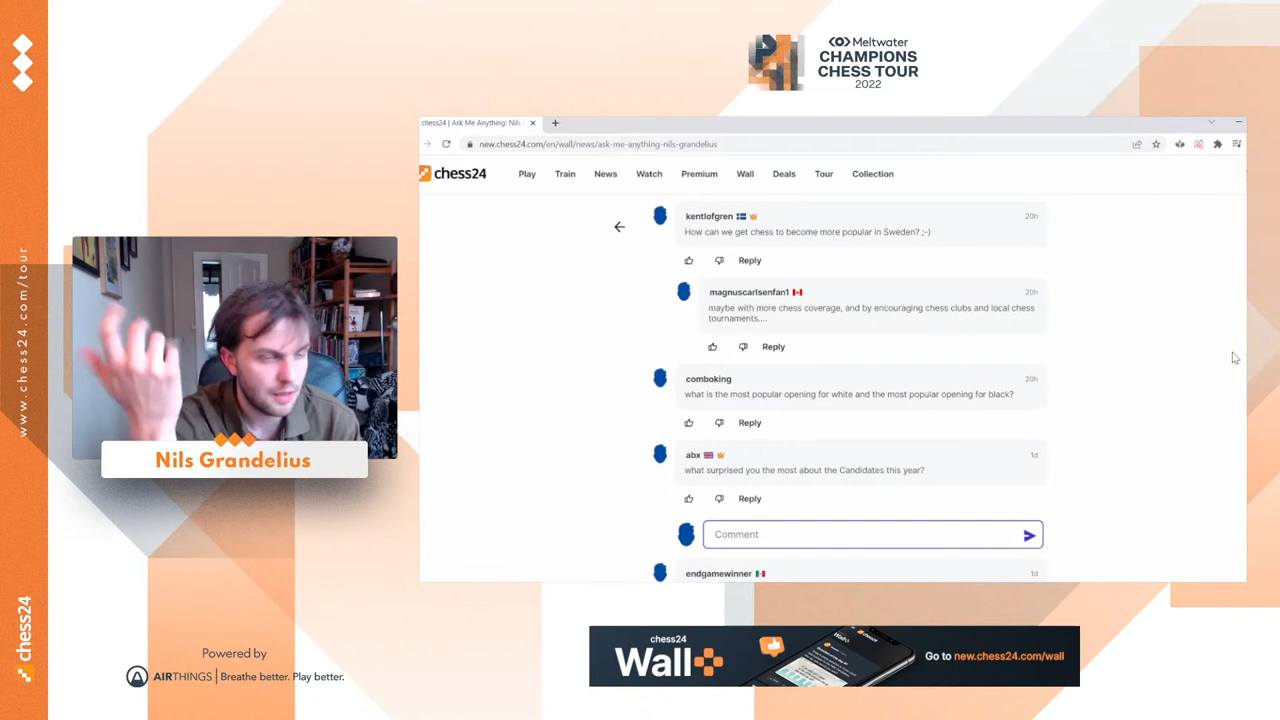 www.chess24.com/tour
chess24
Meltwater
CHAMPIONS
CHESS TOUR
2022
chess24 | Ask Me Anything: Nils
new.chess24.com/en/wall/news/ask-me-anything-nils-grandelius
chess24
Play Train News Watch Premium Wall Deals Tour Collection
kentlofgren 20h
How can we get chess to become more popular in Sweden? ;-)
Reply
magnuscarlsenfan1 20h
maybe with more chess coverage, and by encouraging chess clubs and local chess
tournaments....
Reply
comboking 20h
what is the most popular opening for white and the most popular opening for black?
Reply
abx 1d
what surprised you the most about the Candidates this year?
Reply
Comment
endgamewinner 1d
Nils Grandelius
Powered by
AIRTHINGS | Breathe better. Play better.
chess24
Wall
Go to new.chess24.com/wall